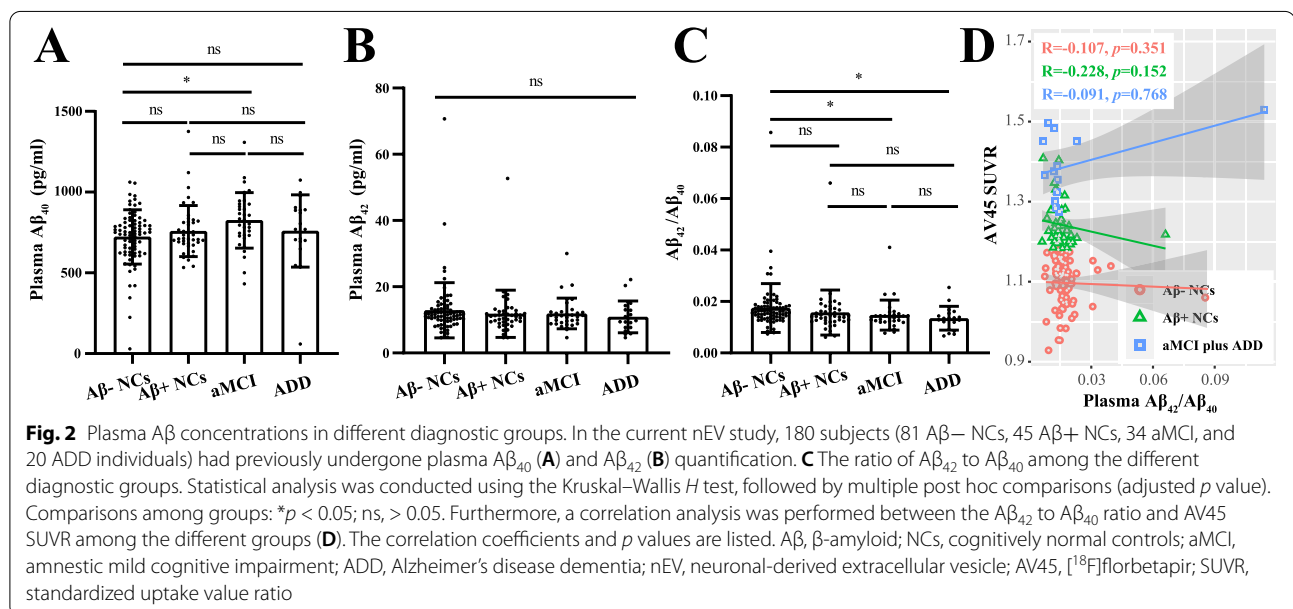 A
ns
*
ns
ns
ns
ns
1500
1000
500
0
Plasma Aβ₄₀ (pg/ml)
Aβ- NCs
Aβ+ NCs
aMCI
ADD
B
ns
80
60
40
20
0
Plasma Aβ₄₂ (pg/ml)
Aβ- NCs
Aβ+ NCs
aMCI
ADD
C
*
*
ns
ns
ns
ns
0.10
0.08
0.06
0.04
0.02
0.00
Aβ₄₂/Aβ₄₀
Aβ- NCs
Aβ+ NCs
aMCI
ADD
D
R=-0.107, p=0.351
R=-0.228, p=0.152
R=-0.091, p=0.768
1.7
1.5
1.3
1.1
0.9
AV45 SUVR
Aβ- NCs
Aβ+ NCs
aMCI plus ADD
0.03
0.06
0.09
Plasma Aβ₄₂/Aβ₄₀
Fig. 2 Plasma Aβ concentrations in different diagnostic groups. In the current nEV study, 180 subjects (81 Aβ− NCs, 45 Aβ+ NCs, 34 aMCI, and
20 ADD individuals) had previously undergone plasma Aβ₄₀ (A) and Aβ₄₂ (B) quantification. C The ratio of Aβ₄₂ to Aβ₄₀ among the different
diagnostic groups. Statistical analysis was conducted using the Kruskal–Wallis H test, followed by multiple post hoc comparisons (adjusted p value).
Comparisons among groups: *p < 0.05; ns, > 0.05. Furthermore, a correlation analysis was performed between the Aβ₄₂ to Aβ₄₀ ratio and AV45
SUVR among the different groups (D). The correlation coefficients and p values are listed. Aβ, β-amyloid; NCs, cognitively normal controls; aMCI,
amnestic mild cognitive impairment; ADD, Alzheimer's disease dementia; nEV, neuronal-derived extracellular vesicle; AV45, [¹⁸F]florbetapir; SUVR,
standardized uptake value ratio